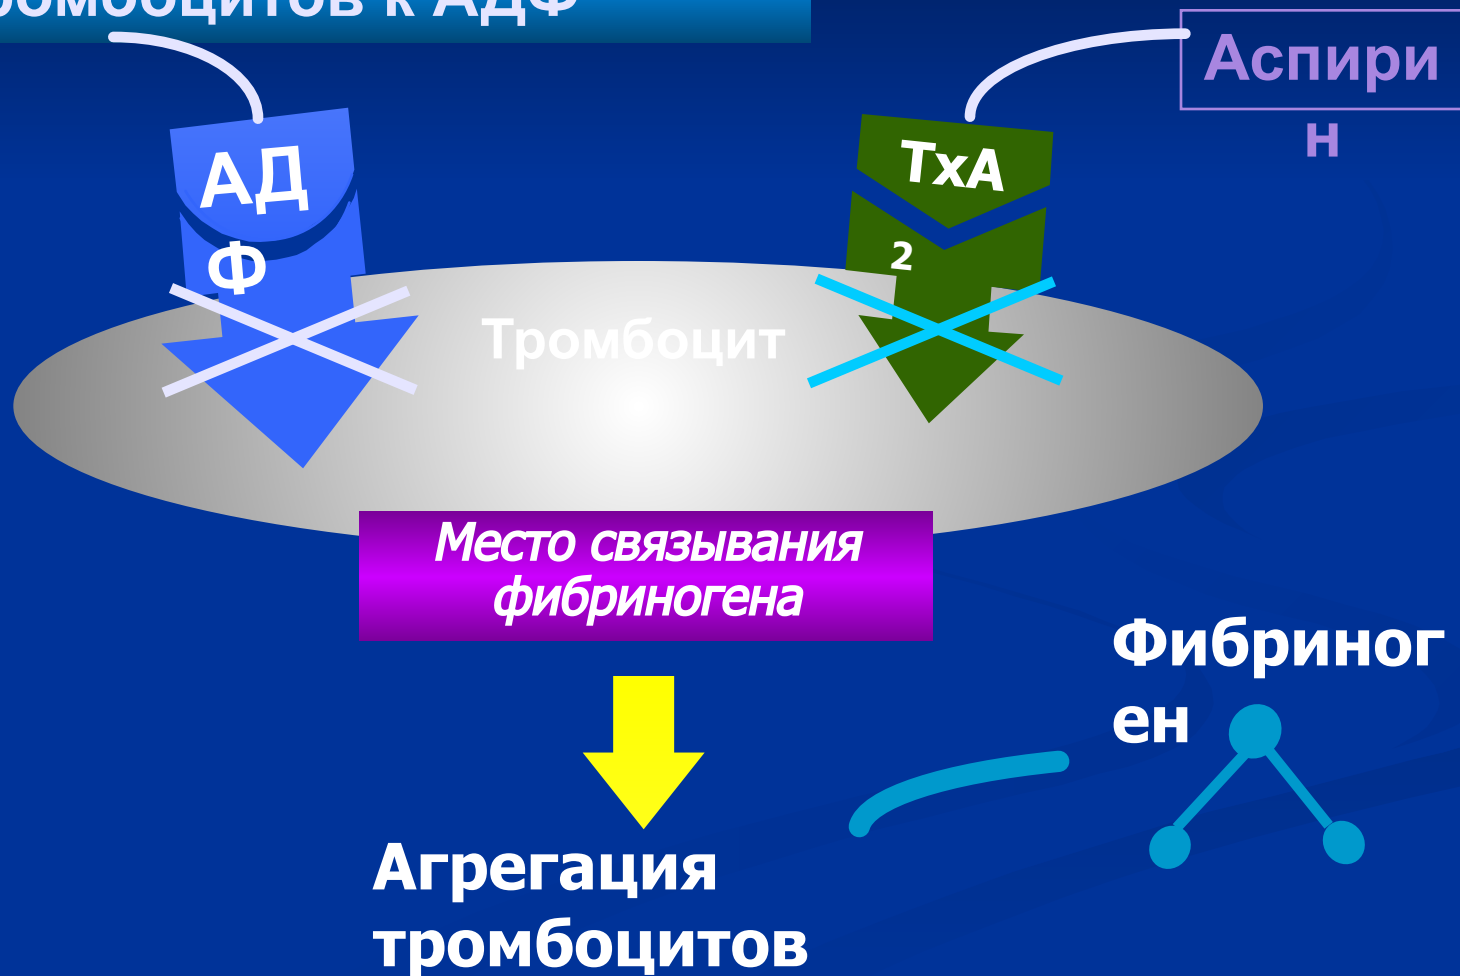 ромбоцитов к АДФ
Аспири
н
АД
Ф
ТхА
2
Тромбоцит
Место связывания
фибриногена
Фибриног
ен
Агрегация
тромбоцитов